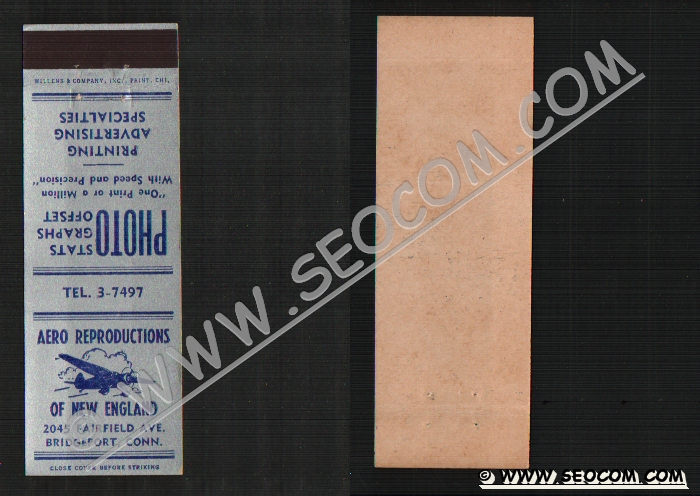 WILLENS & COMPANY, INC., PRINT. CHI.
PHOTO STATS
GRAPHS
OFFSET
"One Print or a Million
With Speed and Precision"
PRINTING
ADVERTISING
SPECIALTIES
TEL. 3-7497
AERO REPRODUCTIONS
OF NEW ENGLAND
2045 FAIRFIELD AVE.
BRIDGEPORT, CONN.
CLOSE COVER BEFORE STRIKING
© WWW.SEOCOM.COM
© WWW.SEOCOM.COM